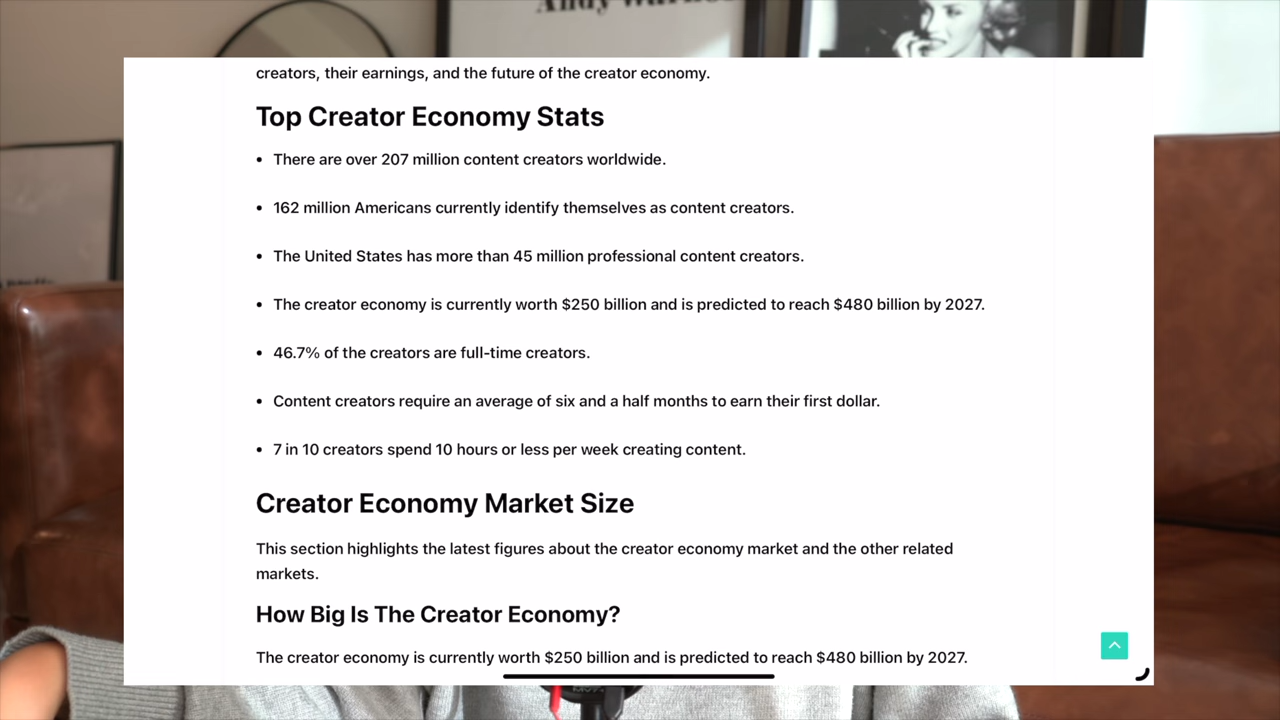 Andy Warhol
creators, their earnings, and the future of the creator economy.
Top Creator Economy Stats
• There are over 207 million content creators worldwide.
• 162 million Americans currently identify themselves as content creators.
• The United States has more than 45 million professional content creators.
• The creator economy is currently worth $250 billion and is predicted to reach $480 billion by 2027.
• 46.7% of the creators are full-time creators.
• Content creators require an average of six and a half months to earn their first dollar.
• 7 in 10 creators spend 10 hours or less per week creating content.
Creator Economy Market Size
This section highlights the latest figures about the creator economy market and the other related
markets.
How Big Is The Creator Economy?
The creator economy is currently worth $250 billion and is predicted to reach $480 billion by 2027.